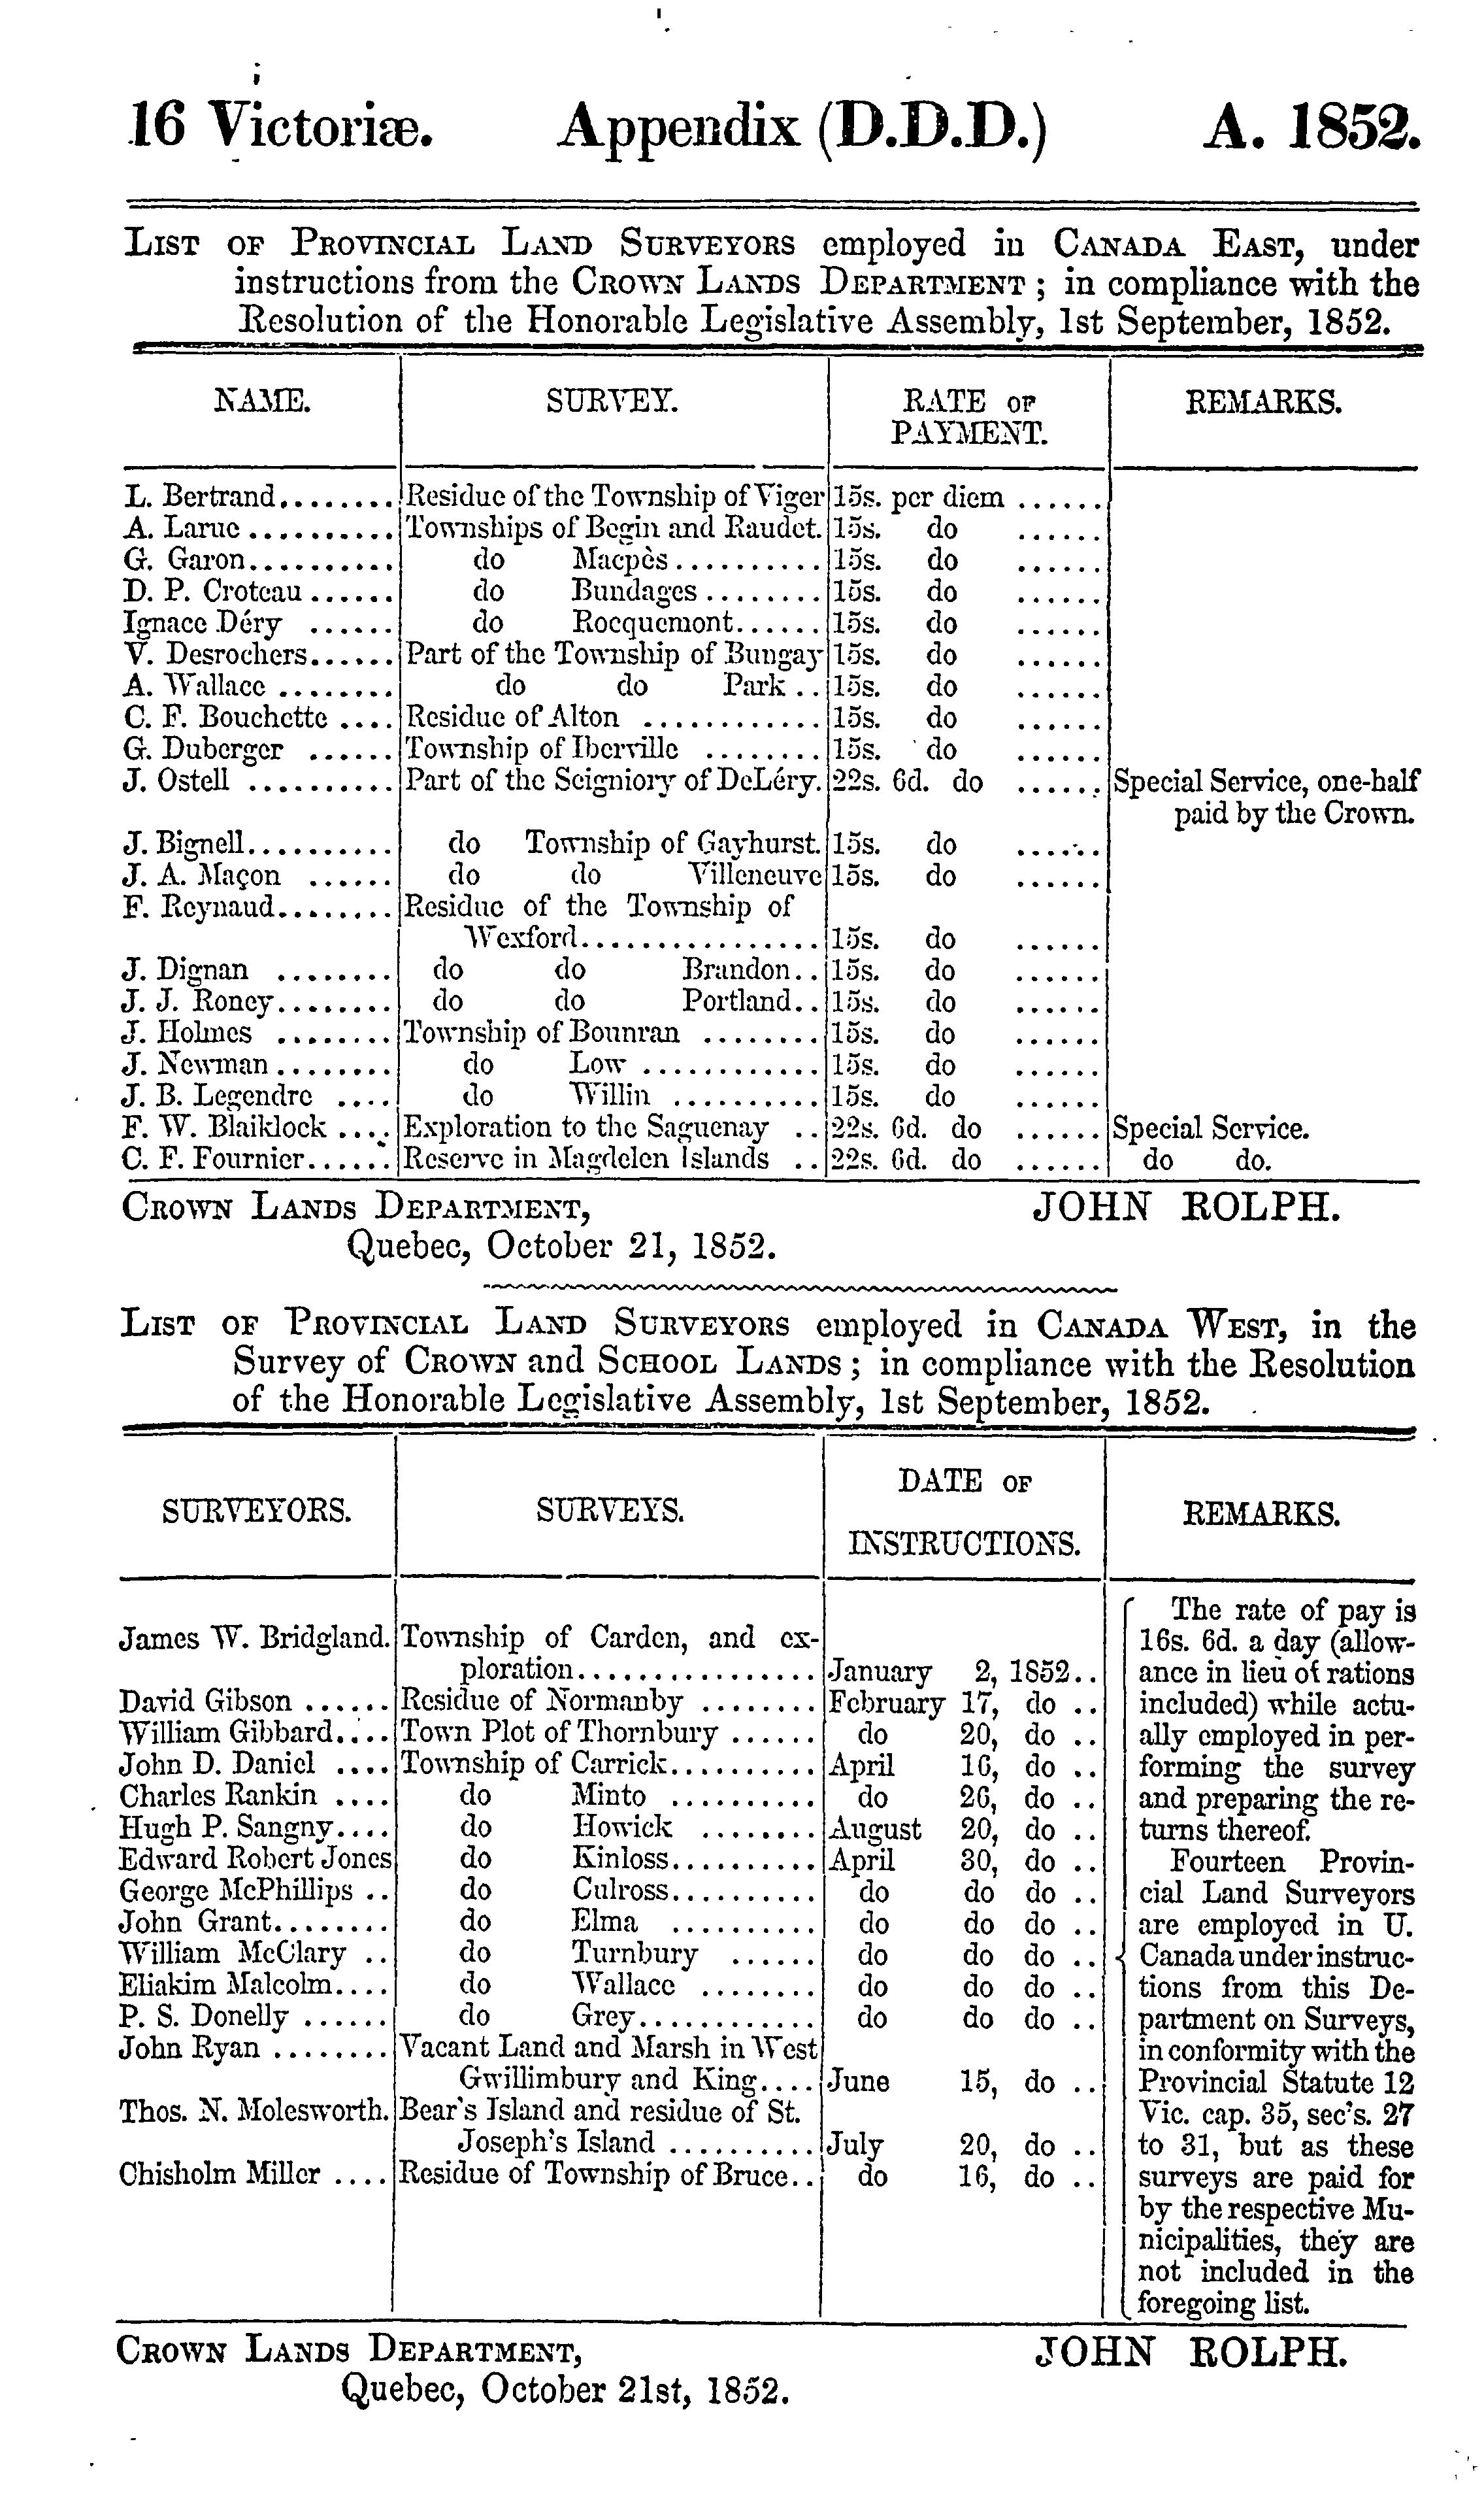 16 Victoriæ. Appendix (D.D.D.) A. 1852.
LIST OF PROVINCIAL LAND SURVEYORS employed in CANADA EAST, under
instructions from the CROWN LANDS DEPARTMENT; in compliance with the
Resolution of the Honorable Legislative Assembly, 1st September, 1852.
NAME. SURVEY. RATE OF PAYMENT. REMARKS.
L. Bertrand........ Residue of the Township of Viger 15s. per diem ......
A. Larue .......... Townships of Begin and Raudet. 15s. do ......
G. Garon.......... do Macpès.......... 15s. do ......
D. P. Croteau ...... do Bundages ........ 15s. do ......
Ignace Déry ...... do Rocquemont...... 15s. do ......
V. Desrochers...... Part of the Township of Bungay 15s. do ......
A. Wallace ........ do do Park .. 15s. do ......
C. F. Bouchette .... Residue of Alton ............ 15s. do ......
G. Duberger ...... Township of Iberville ........ 15s. do ......
J. Ostell .......... Part of the Seigniory of DeLéry. 22s. 6d. do ...... Special Service, one-half
paid by the Crown.
J. Bignell.......... do Township of Gayhurst. 15s. do ......
J. A. Maçon ...... do do Villeneuve 15s. do ......
F. Reynaud........ Residue of the Township of
Wexford................ 15s. do ......
J. Dignan ........ do do Brandon.. 15s. do ......
J. J. Roney........ do do Portland.. 15s. do ......
J. Holmes ........ Township of Bounran ........ 15s. do ......
J. Newman ........ do Low ............ 15s. do ......
J. B. Legendre .... do Willin .......... 15s. do ......
F. W. Blaiklock .... Exploration to the Saguenay .. 22s. 6d. do ...... Special Service.
C. F. Fournier...... Reserve in Magdelen Islands .. 22s. 6d. do ...... do do.
CROWN LANDS DEPARTMENT, JOHN ROLPH.
Quebec, October 21, 1852.
LIST OF PROVINCIAL LAND SURVEYORS employed in CANADA WEST, in the
Survey of CROWN and SCHOOL LANDS; in compliance with the Resolution
of the Honorable Legislative Assembly, 1st September, 1852.
SURVEYORS. SURVEYS. DATE OF INSTRUCTIONS. REMARKS.
James W. Bridgland. Township of Carden, and ex-
ploration................ January 2, 1852..
David Gibson ...... Residue of Normanby ........ February 17, do ..
William Gibbard.... Town Plot of Thornbury ...... do 20, do ..
John D. Daniel .... Township of Carrick.......... April 16, do ..
Charles Rankin .... do Minto .......... do 26, do ..
Hugh P. Sangny.... do Howick ........ August 20, do ..
Edward Robert Jones do Kinloss.......... April 30, do ..
George McPhillips .. do Culross.......... do do do ..
John Grant........ do Elma .......... do do do ..
William McClary .. do Turnbury ...... do do do ..
Eliakim Malcolm.... do Wallace ........ do do do ..
P. S. Donelly ...... do Grey............ do do do ..
John Ryan ........ Vacant Land and Marsh in West
Gwillimbury and King.... June 15, do ..
Thos. N. Molesworth. Bear's Island and residue of St.
Joseph's Island .......... July 20, do ..
Chisholm Miller .... Residue of Township of Bruce.. do 16, do ..
The rate of pay is
16s. 6d. a day (allow-
ance in lieu of rations
included) while actu-
ally employed in per-
forming the survey
and preparing the re-
turns thereof.
Fourteen Provin-
cial Land Surveyors
are employed in U.
Canada under instruc-
tions from this De-
partment on Surveys,
in conformity with the
Provincial Statute 12
Vic. cap. 35, sec's. 27
to 31, but as these
surveys are paid for
by the respective Mu-
nicipalities, they are
not included in the
foregoing list.
CROWN LANDS DEPARTMENT, JOHN ROLPH.
Quebec, October 21st, 1852.